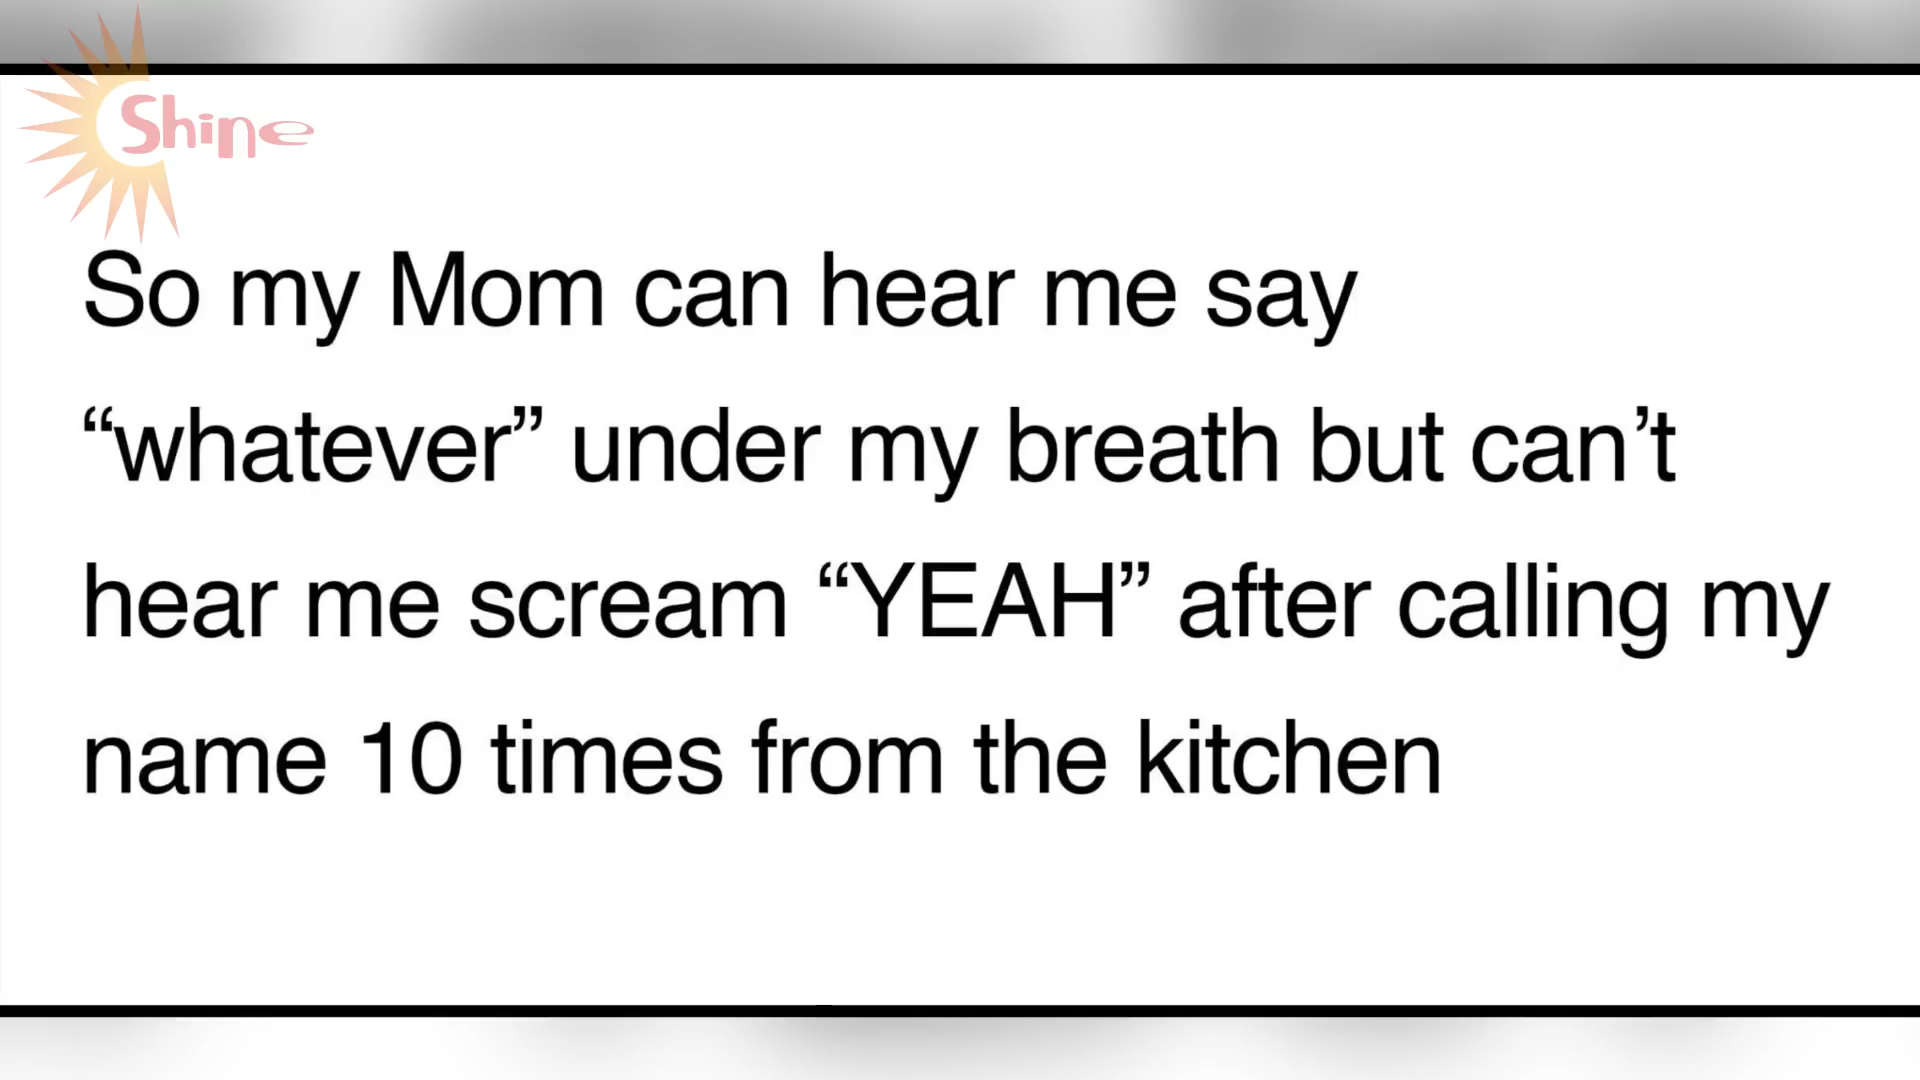 Shine
So my Mom can hear me say
“whatever” under my breath but can’t
hear me scream “YEAH” after calling my
name 10 times from the kitchen